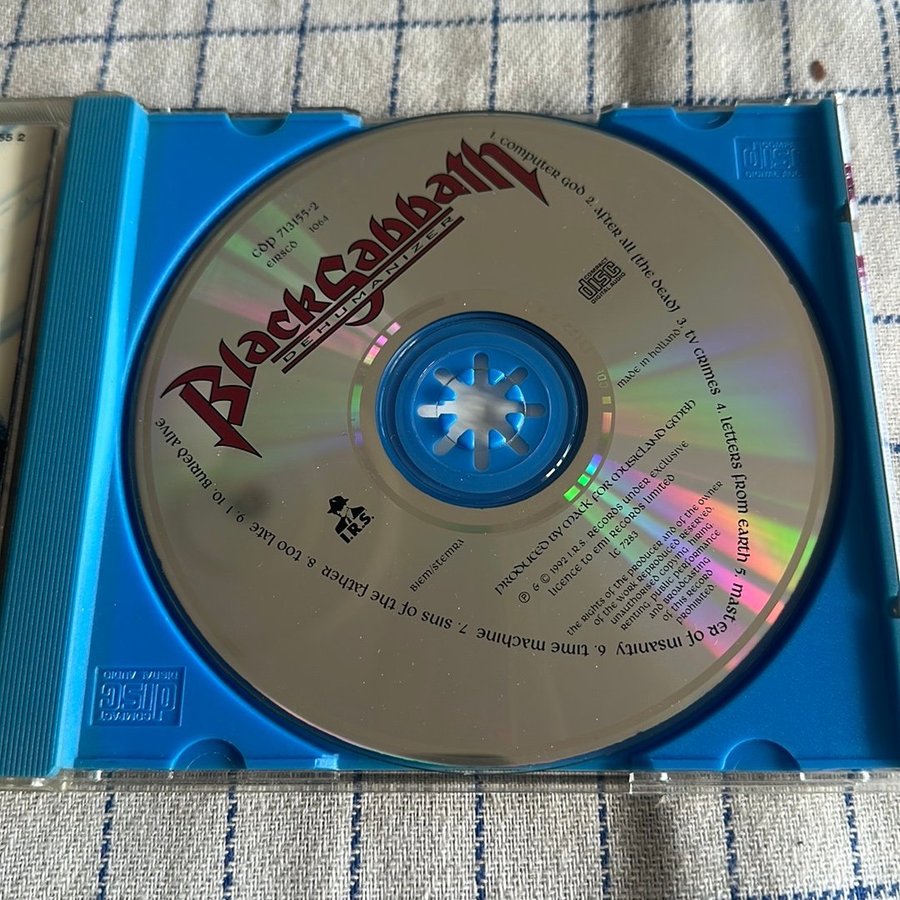 55 2
Black Sabbath
DEHUMANIZER
CDP 713155-2
EIRSCD 1064
1. Computer God 2. After all (the dead) 3. TV Crimes 4. Letters from Earth 5. Master of Insanity 6. Time Machine 7. Sins of the Father 8. Too Late 9. I 10. Buried Alive
COMPACT
disc
DIGITAL AUDIO
made in Holland
I.R.S.
BIEM/STEMRA
PRODUCED BY MACK FOR MUSICLAND GMBH
℗ & © 1992 I.R.S. RECORDS UNDER EXCLUSIVE
LICENCE TO EMI RECORDS LIMITED
LC 7283
THE RIGHTS OF THE PRODUCER AND OF THE OWNER
OF THE WORK REPRODUCED RESERVED.
UNAUTHORISED COPYING HIRING
RENTING PUBLIC PERFORMANCE
AND BROADCASTING
OF THIS RECORD
PROHIBITED.
COMPACT
disc
DIGITAL AUDIO
COMPACT
disc
DIGITAL AUDIO